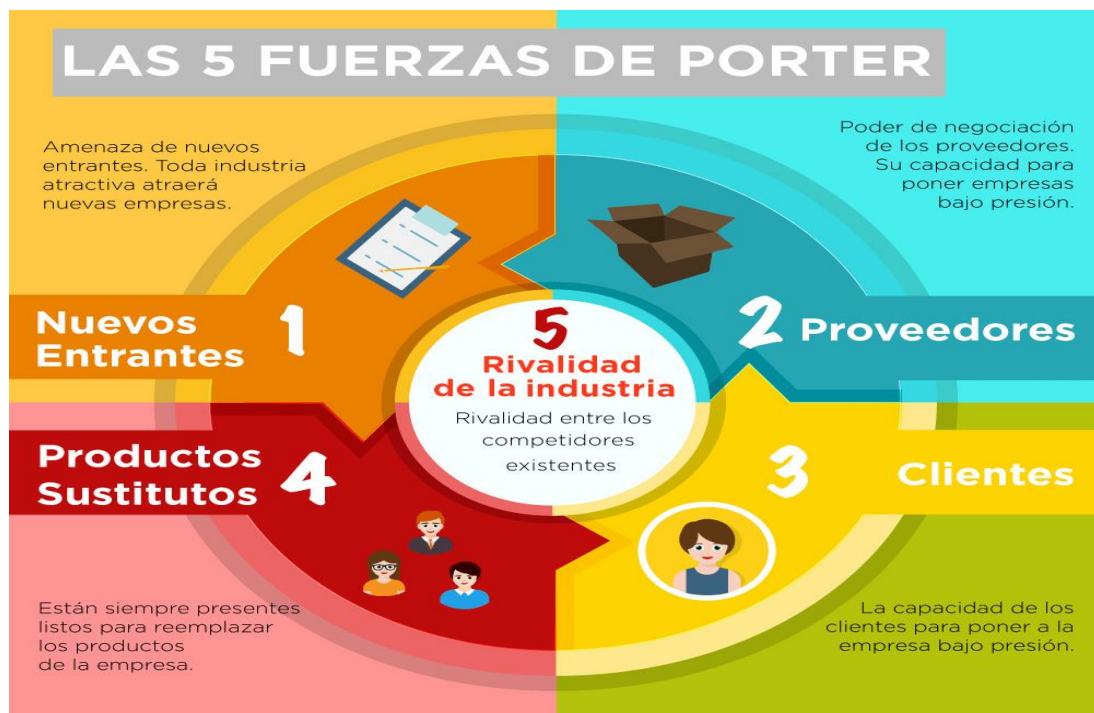 LAS 5 FUERZAS DE PORTER
Amenaza de nuevos
entrantes. Toda industria
atractiva atraerá
nuevas empresas.
Poder de negociación
de los proveedores.
Su capacidad para
poner empresas
bajo presión.
Nuevos
Entrantes
1
2
Proveedores
5
Rivalidad
de la industria
Rivalidad entre los
competidores
existentes
Productos
Sustitutos
4
3
Clientes
Están siempre presentes
listos para reemplazar
los productos
de la empresa.
La capacidad de los
clientes para poner a la
empresa bajo presión.